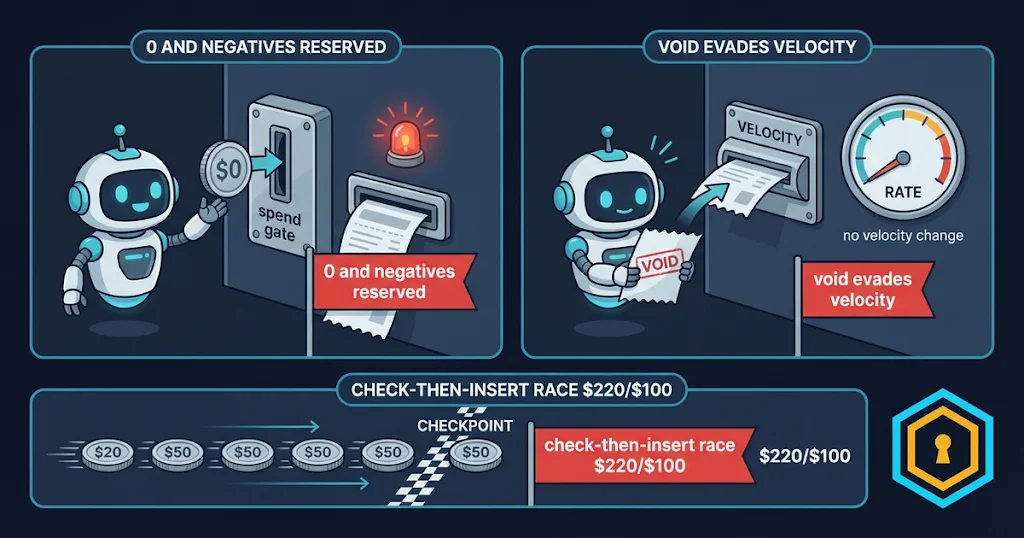 0 AND NEGATIVES RESERVED
$0
spend
gate
0 and negatives
reserved
VOID EVADES VELOCITY
VELOCITY
VOID
RATE
no velocity change
void evades
velocity
CHECK-THEN-INSERT RACE $220/$100
CHECKPOINT
$20
$50
$50
$50
$50
$50
check-then-insert race
$220/$100
$220/$100